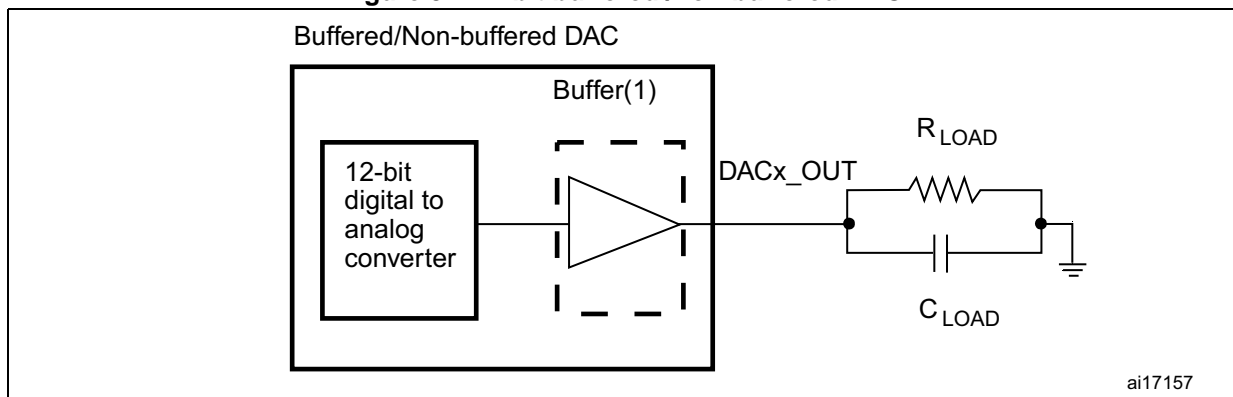 Buffered/Non-buffered DAC
Buffer(1)
12-bit
digital to
analog
converter
DACx_OUT
R LOAD
C LOAD
ai17157